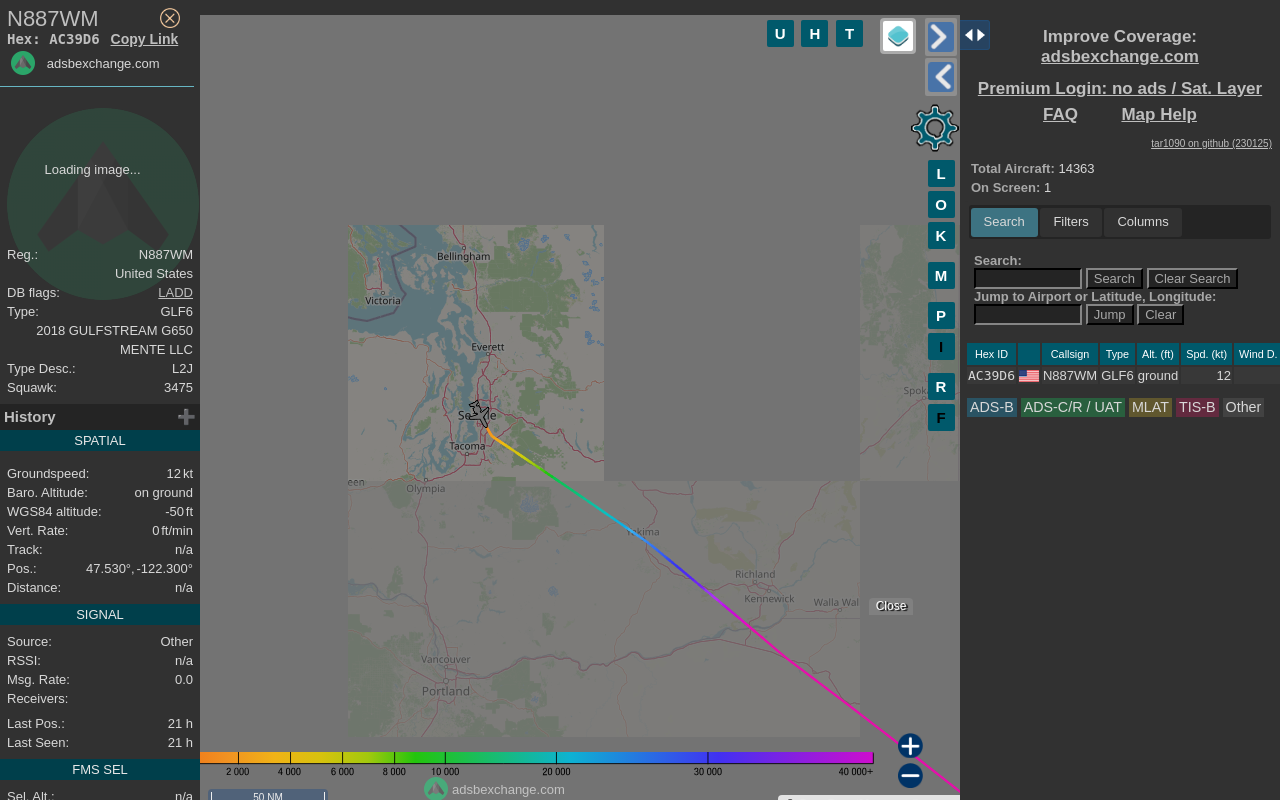 N887WM
Hex: AC39D6 Copy Link
adsbexchange.com
Loading image...
Reg.: N887WM
United States
DB flags: LADD
Type: GLF6
2018 GULFSTREAM G650
MENTE LLC
Type Desc.: L2J
Squawk: 3475
History
SPATIAL
Groundspeed: 12 kt
Baro. Altitude: on ground
WGS84 altitude: -50 ft
Vert. Rate: 0 ft/min
Track: n/a
Pos.: 47.530°, -122.300°
Distance: n/a
SIGNAL
Source: Other
RSSI: n/a
Msg. Rate: 0.0
Receivers:
Last Pos.: 21 h
Last Seen: 21 h
FMS SEL
Sel. Alt.: n/a
U H T
L
O
K
M
P
I
R
F
Bellingham
Victoria
Everett
Tacoma
Olympia
Yakima
Richland
Kennewick
Walla Wal
Vancouver
Portland
Close
2 000 4 000 6 000 8 000 10 000 20 000 30 000 40 000+
adsbexchange.com
50 NM
Improve Coverage:
adsbexchange.com
Premium Login: no ads / Sat. Layer
FAQ Map Help
tar1090 on github (230125)
Total Aircraft: 14363
On Screen: 1
Search Filters Columns
Search:
Search Clear Search
Jump to Airport or Latitude, Longitude:
Jump Clear
Hex ID Callsign Type Alt. (ft) Spd. (kt) Wind D.
AC39D6 N887WM GLF6 ground 12
ADS-B ADS-C/R / UAT MLAT TIS-B Other